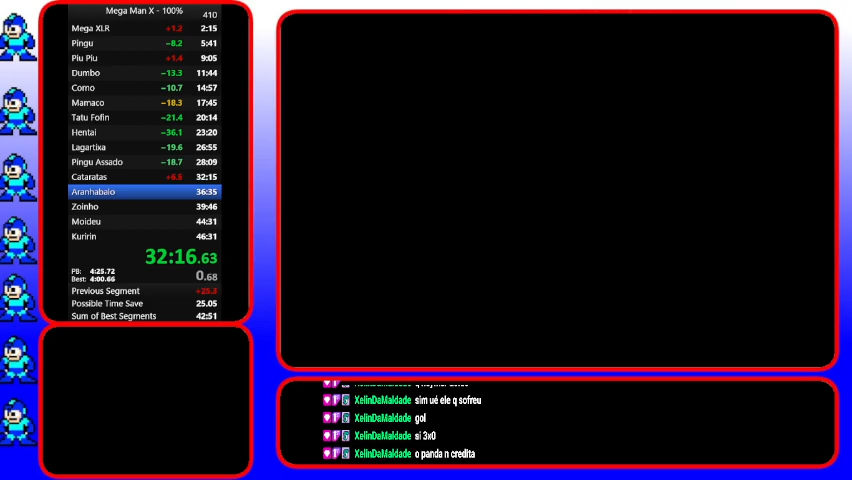 Mega Man X - 100%
410
Mega XLR +1.2 2:15
Pingu -8.2 5:41
Piu Piu +1.4 9:05
Dumbo -13.3 11:44
Corno -10.7 14:57
Mamaco -18.3 17:45
Tatu Fofin -21.4 20:14
Hentai -36.1 23:20
Lagartixa -19.6 26:55
Pingu Assado -18.7 28:09
Cataratas +6.5 32:15
Aranhabalo 36:35
Zoinho 39:46
Moideu 44:31
Kuririn 46:31
32:16.63
PB: 4:25.72
Best: 4:00.66
0.68
Previous Segment +25.3
Possible Time Save 25.05
Sum of Best Segments 42:51
XelinDaMaldade sim ué ele q sofreu
XelinDaMaldade gol
XelinDaMaldade si 3x0
XelinDaMaldade o panda n credita